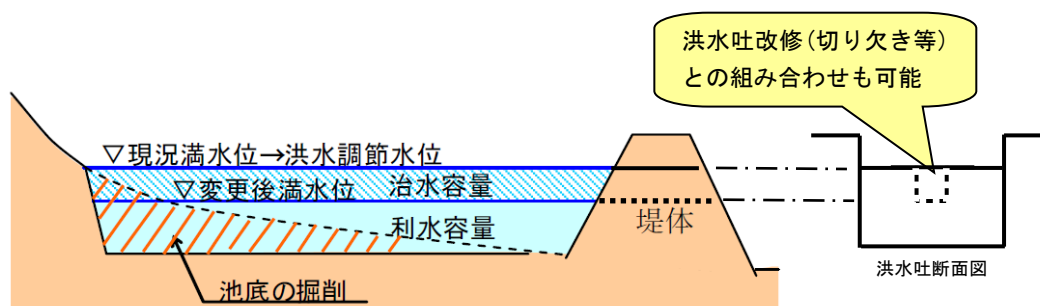 洪水吐改修(切り欠き等)
との組み合わせも可能
▽現況満水位→洪水調節水位
▽変更後満水位
治水容量
利水容量
堤体
池底の掘削
洪水吐断面図